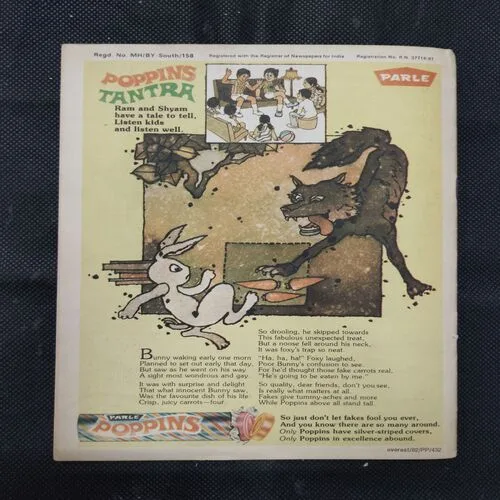 Regd. No. MH/BY-South/158
Registered with the Registrar of Newspapers for India
Registration No. R.N.
POPPINS
TANTRA
PARLE
Ram and Shyam
have a tale to tell,
Listen kids
and listen well.
Bunny waking early one morn
Planned to set out early that day,
But saw as he went on his way
A sight most wondrous and gay.
It was with surprise and delight
That what innocent Bunny saw,
Was the favourite dish of his life
Crisp, juicy carrots—four.
So drooling, he skipped towards
This fabulous unexpected treat,
But a noose fell around his neck,
It was foxy's trap so neat.
"Ha, ha, ha!" Foxy laughed,
Poor Bunny's confusion to see.
For he'd thought those fake carrots real,
"He's going to be eaten by me."
So quality, dear friends, don't you see,
Is really what matters at all.
Fakes give tummy-aches and more
While Poppins above all stand tall.
PARLE
POPPINS
So just don't let fakes fool you ever,
And you know there are so many around.
Only Poppins have silver-striped covers,
Only Poppins in excellence abound.
everest/82/PP/432